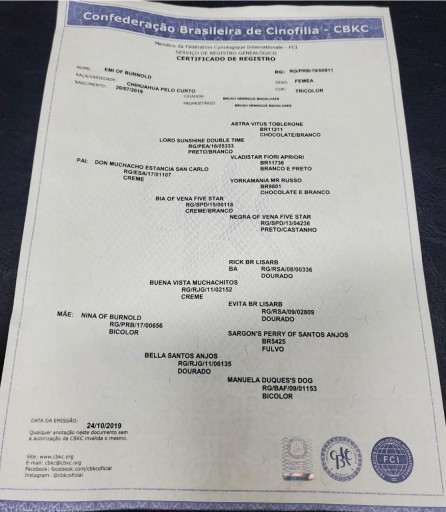 Confederação Brasileira de Cinofilia - CBKC
Membro da Fédération Cynologique Internationale - FCI
SERVIÇO DE REGISTRO GENEALÓGICO
CERTIFICADO DE REGISTRO
NOME: EMI OF BURNOLD
RG: RG/PRB/19/00911
RAÇA/VARIEDADE: CHIHUAHUA PELO CURTO
SEXO: FEMEA
NASCIMENTO: 20/07/2019
COR: TRICOLOR
CRIADOR: BRUNO HENRIQUE MAGALHAES
PROPRIETÁRIO: BRUNO HENRIQUE MAGALHAES
ASTRA VITUS TOBLERONE
BR11211
CHOCOLATE/BRANCO
LORD SUNSHINE DOUBLE TIME
RG/PEA/16/05333
PRETO/BRANCO
VLADISTAR FIORI APRIORI
BR11736
BRANCO E PRETO
PAI: DON MUCHACHO ESTANCIA SAN CARLO
RG/ESA/17/01107
CREME
YORKAMANIA MR RUSSO
BR9801
CHOCOLATE E BRANCO
BIA OF VENA FIVE STAR
RG/SPD/15/00118
CREME/BRANCO
NEGRA OF VENA FIVE STAR
RG/SPD/13/04236
PRETO/CASTANHO
RICK BR LISARB
BA RG/RSA/08/00336
DOURADO
BUENA VISTA MUCHACHITOS
RG/RJG/11/02152
CREME
EVITA BR LISARB
RG/RSA/09/02809
DOURADO
MÃE: NINA OF BURNOLD
RG/PRB/17/00656
BICOLOR
SARGON'S PERRY OF SANTOS ANJOS
BR5425
FULVO
BELLA SANTOS ANJOS
RG/RJG/11/06135
DOURADO
MANUELA DUQUES'S DOG
RG/BAF/09/01153
BICOLOR
DATA DA EMISSÃO: 24/10/2019
Qualquer anotação neste documento sem
a autorização da CBKC invalida o mesmo.
Site: www.cbkc.org
E-mail: cbkc@cbkc.org
Facebook: facebook.com/cbkcoficial
Instagram: @cbkcoficial
CBKC
FCI